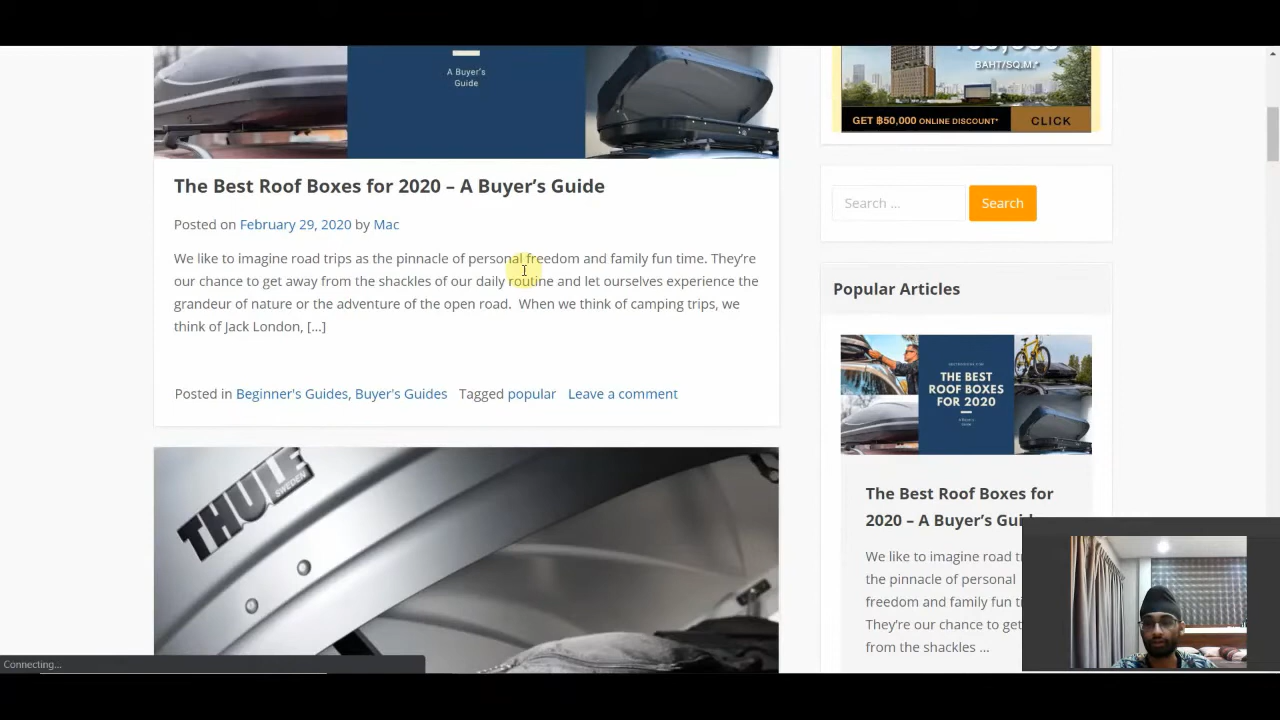 A Buyer's
Guide
The Best Roof Boxes for 2020 – A Buyer's Guide
Posted on February 29, 2020 by Mac
We like to imagine road trips as the pinnacle of personal freedom and family fun time. They're
our chance to get away from the shackles of our daily routine and let ourselves experience the
grandeur of nature or the adventure of the open road.  When we think of camping trips, we
think of Jack London, […]
Posted in Beginner's Guides, Buyer's Guides Tagged popular Leave a comment
THULE
SWEDEN
BAHT/SQ.M.*
GET ฿50,000 ONLINE DISCOUNT* CLICK
Search ... Search
Popular Articles
THE BEST
ROOF BOXES
FOR 2020
The Best Roof Boxes for
2020 – A Buyer's
We like to imagine road
the pinnacle of personal
freedom and family fun
They're our chance to get
from the shackles ...
Connecting...